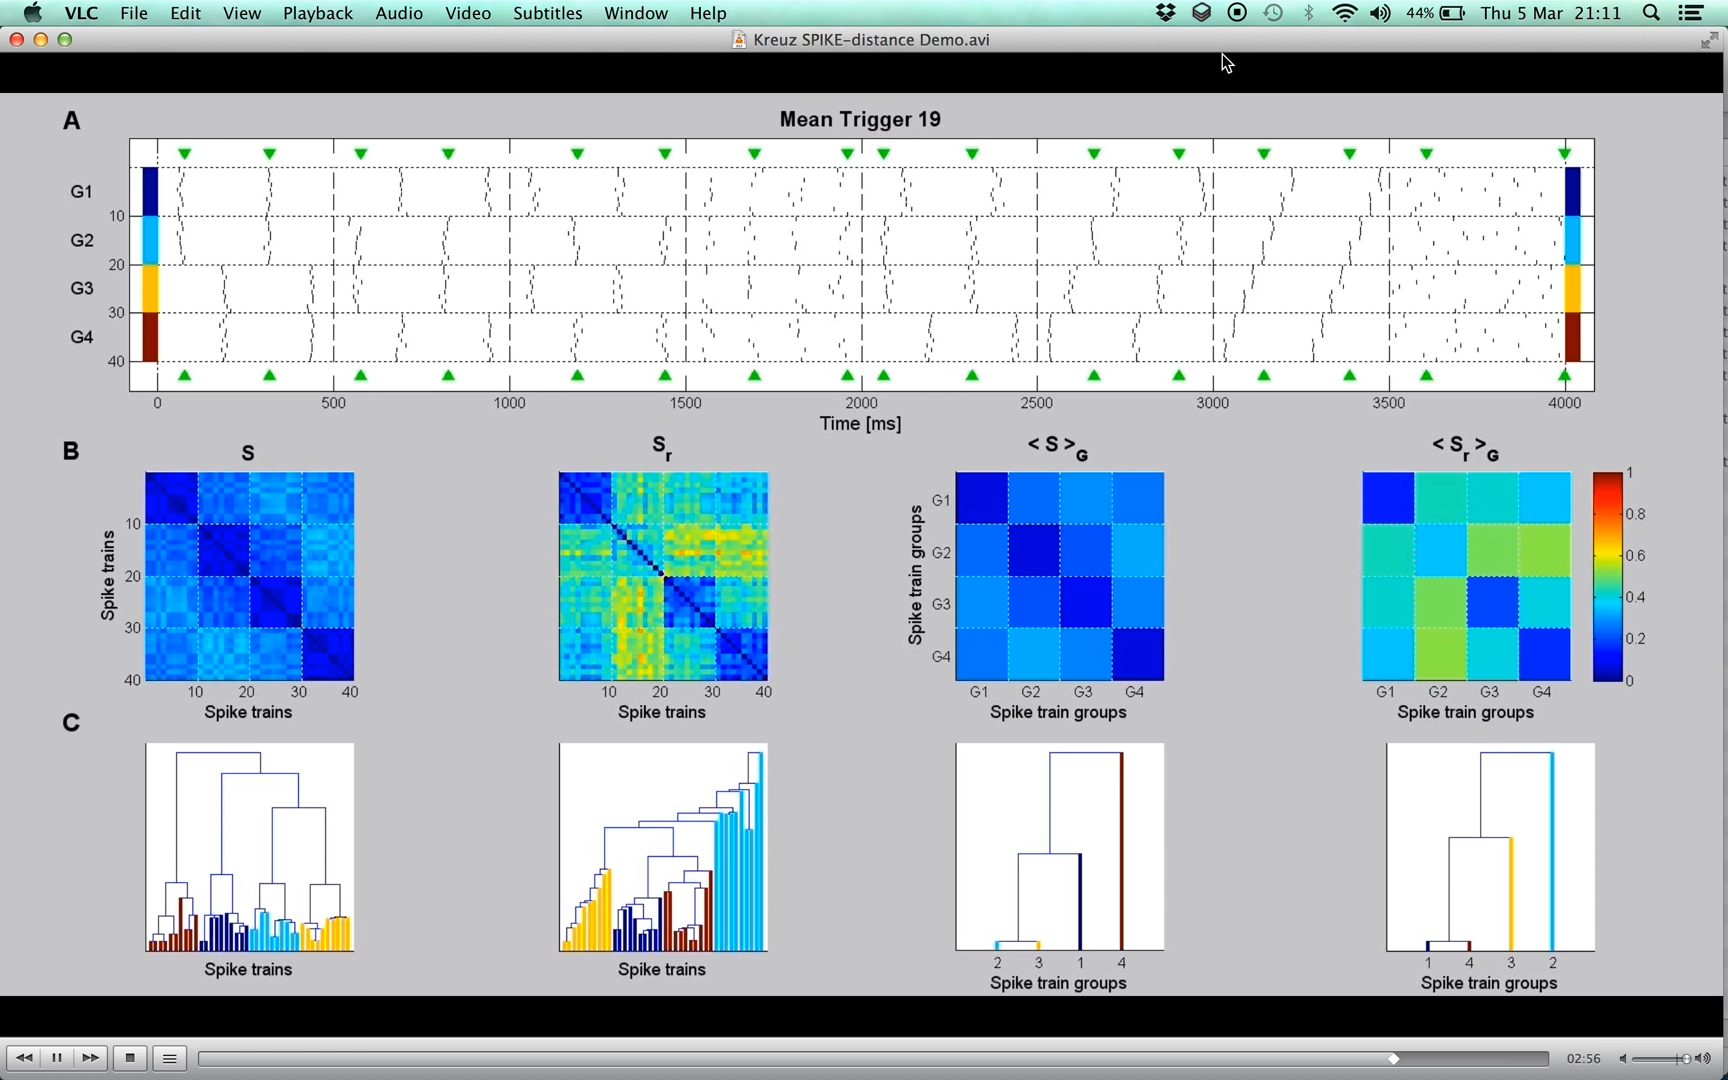 VLC File Edit View Playback Audio Video Subtitles Window Help 44% Thu 5 Mar 21:11
Kreuz SPIKE-distance Demo.avi
A
Mean Trigger 19
G1
10
G2
20
G3
30
G4
40
0 500 1000 1500 2000 2500 3000 3500 4000
Time [ms]
B
S
Sr
< S >G
< Sr >G
Spike trains
10
20
30
40
10 20 30 40
Spike trains
10 20 30 40
Spike trains
Spike train groups
G1
G2
G3
G4
G1 G2 G3 G4
Spike train groups
G1 G2 G3 G4
Spike train groups
1
0.8
0.6
0.4
0.2
0
C
Spike trains
Spike trains
2 3 1 4
Spike train groups
1 4 3 2
Spike train groups
02:56